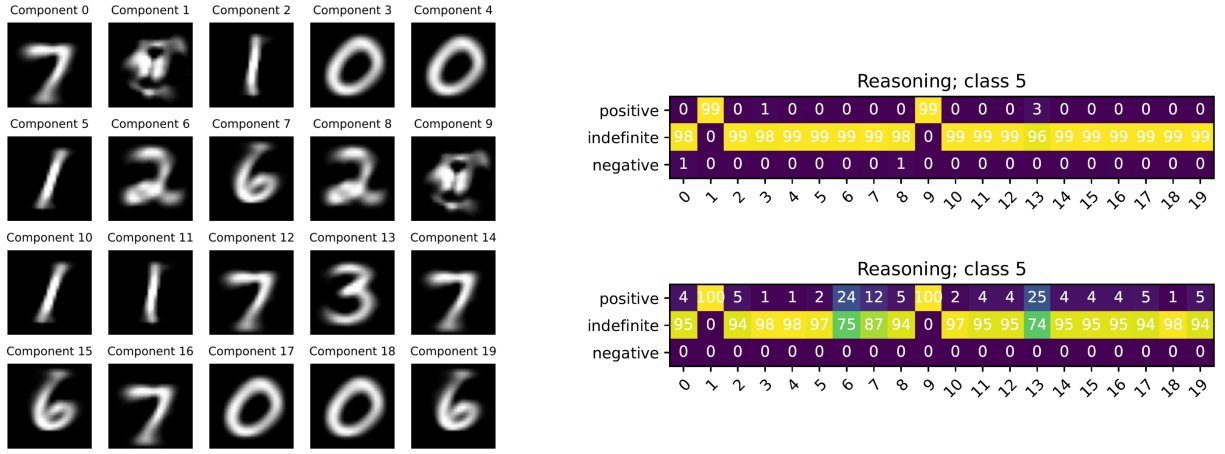 Component 0 Component 1 Component 2 Component 3 Component 4
Component 5 Component 6 Component 7 Component 8 Component 9
Component 10 Component 11 Component 12 Component 13 Component 14
Component 15 Component 16 Component 17 Component 18 Component 19
Reasoning; class 5
positive 0 99 0 1 0 0 0 0 0 99 0 0 0 3 0 0 0 0 0 0
indefinite 98 0 99 98 99 99 99 99 98 0 99 99 99 96 99 99 99 99 99 99
negative 1 0 0 0 0 0 0 0 1 0 0 0 0 0 0 0 0 0 0 0
0 1 2 3 4 5 6 7 8 9 10 11 12 13 14 15 16 17 18 19
Reasoning; class 5
positive 4 100 5 1 1 2 24 12 5 100 2 4 4 25 4 4 4 5 1 5
indefinite 95 0 94 98 98 97 75 87 94 0 97 95 95 74 95 95 95 94 98 94
negative 0 0 0 0 0 0 0 0 0 0 0 0 0 0 0 0 0 0 0 0
0 1 2 3 4 5 6 7 8 9 10 11 12 13 14 15 16 17 18 19